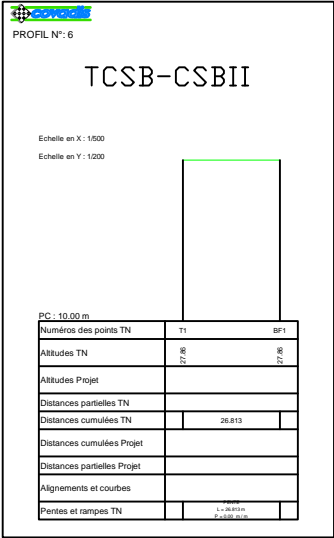 covadis
PROFIL N°: 6
TCSB-CSBII
Echelle en X : 1/500
Echelle en Y : 1/200
PC : 10.00 m
Numéros des points TN T1 BF1
Altitudes TN 27.86 27.86
Altitudes Projet
Distances partielles TN
Distances cumulées TN 26.813
Distances cumulées Projet
Distances partielles Projet
Alignements et courbes
PENTE
Pentes et rampes TN L = 26.813 m
P = 0.00 m/m